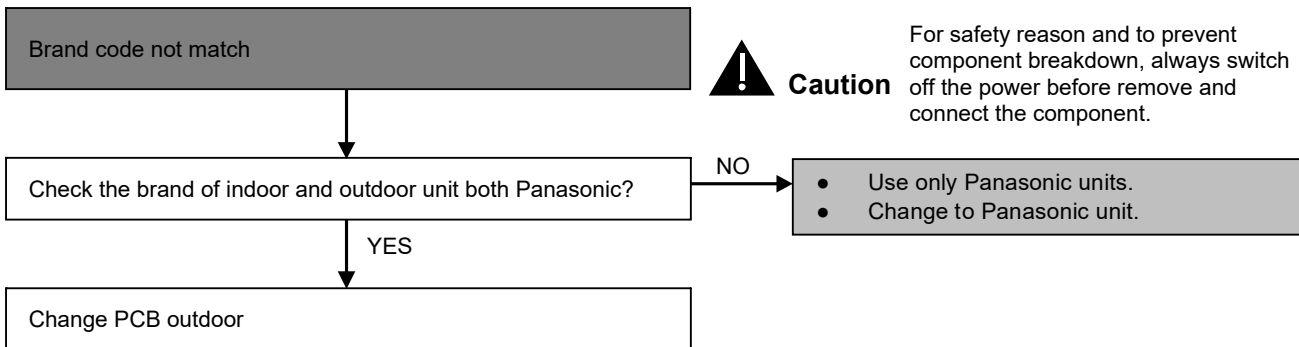 Brand code not match
Caution
For safety reason and to prevent
component breakdown, always switch
off the power before remove and
connect the component.
Check the brand of indoor and outdoor unit both Panasonic?
NO
● Use only Panasonic units.
● Change to Panasonic unit.
YES
Change PCB outdoor